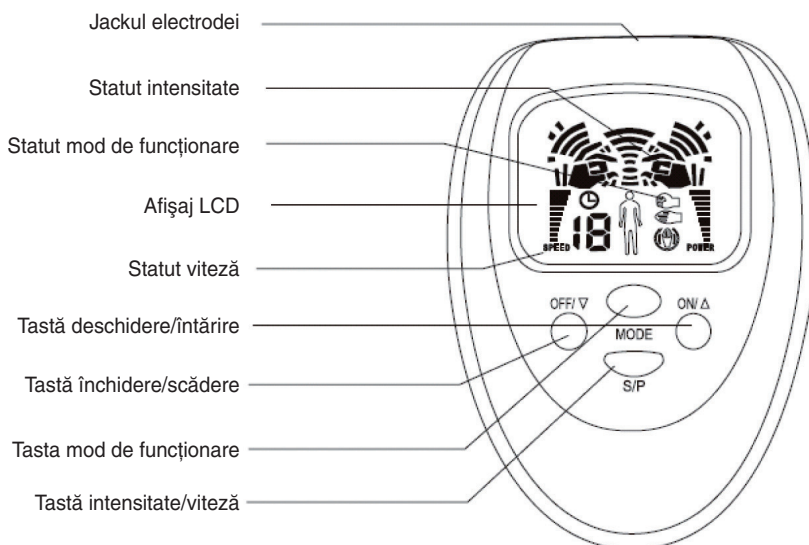 Jackul electrodei
Statut intensitate
Statut mod de funcționare
Afişaj LCD
Statut viteză
Tastă deschidere/întărire
Tastă închidere/scădere
Tasta mod de funcționare
Tastă intensitate/viteză
SPEED 18 POWER
OFF/ ▽ ON/ △
MODE
S/P